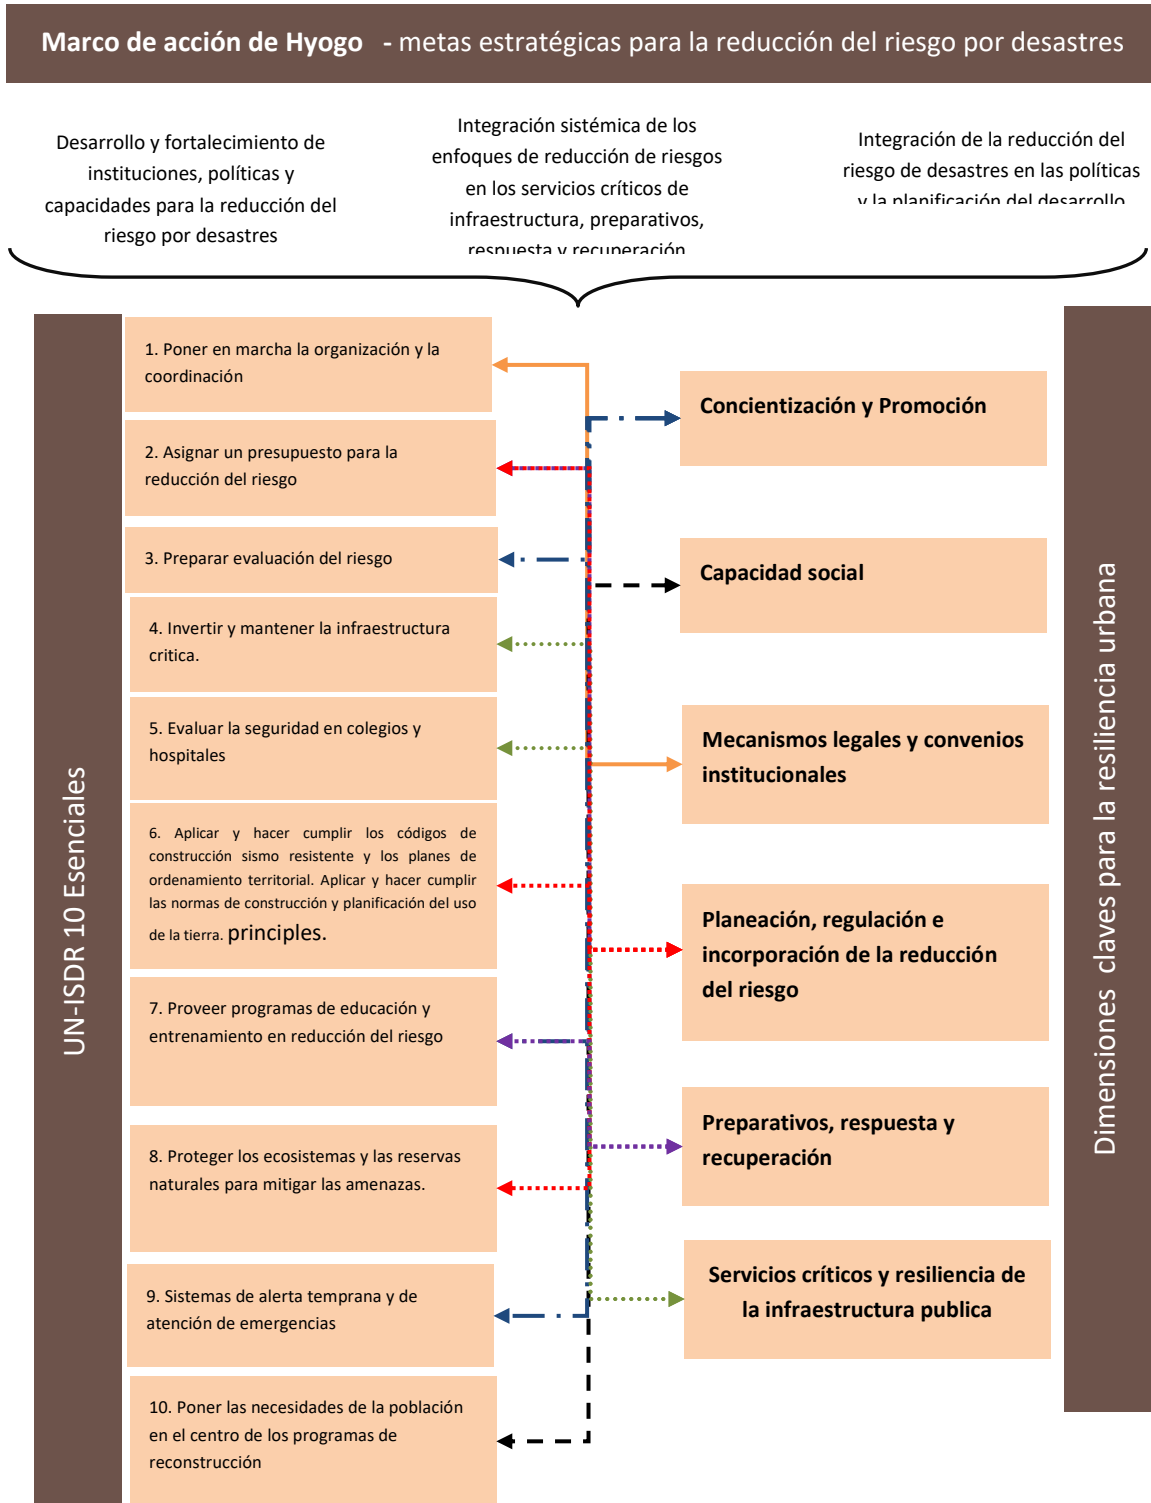 Marco de acción de Hyogo - metas estratégicas para la reducción del riesgo por desastres
Desarrollo y fortalecimiento de
instituciones, políticas y
capacidades para la reducción del
riesgo por desastres
Integración sistémica de los
enfoques de reducción de riesgos
en los servicios críticos de
infraestructura, preparativos,
respuesta y recuperación
Integración de la reducción del
riesgo de desastres en las políticas
y la planificación del desarrollo
UN-ISDR 10 Esenciales
1. Poner en marcha la organización y la
coordinación
2. Asignar un presupuesto para la
reducción del riesgo
3. Preparar evaluación del riesgo
4. Invertir y mantener la infraestructura
critica.
5. Evaluar la seguridad en colegios y
hospitales
6. Aplicar y hacer cumplir los códigos de
construcción sismo resistente y los planes de
ordenamiento territorial. Aplicar y hacer cumplir
las normas de construcción y planificación del uso
de la tierra. principles.
7. Proveer programas de educación y
entrenamiento en reducción del riesgo
8. Proteger los ecosistemas y las reservas
naturales para mitigar las amenazas.
9. Sistemas de alerta temprana y de
atención de emergencias
10. Poner las necesidades de la población
en el centro de los programas de
reconstrucción
Concientización y Promoción
Capacidad social
Mecanismos legales y convenios
institucionales
Planeación, regulación e
incorporación de la reducción
del riesgo
Preparativos, respuesta y
recuperación
Servicios críticos y resiliencia de
la infraestructura publica
Dimensiones claves para la resiliencia urbana